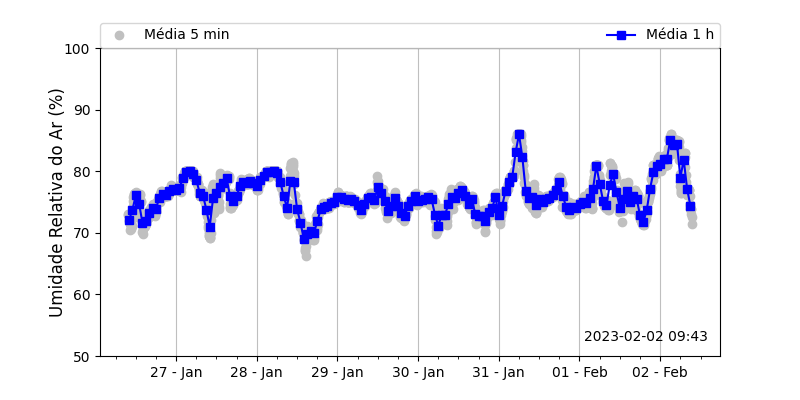 Média 5 min
Média 1 h
Umidade Relativa do Ar (%)
100
90
80
70
60
50
2023-02-02 09:43
27 - Jan
28 - Jan
29 - Jan
30 - Jan
31 - Jan
01 - Feb
02 - Feb